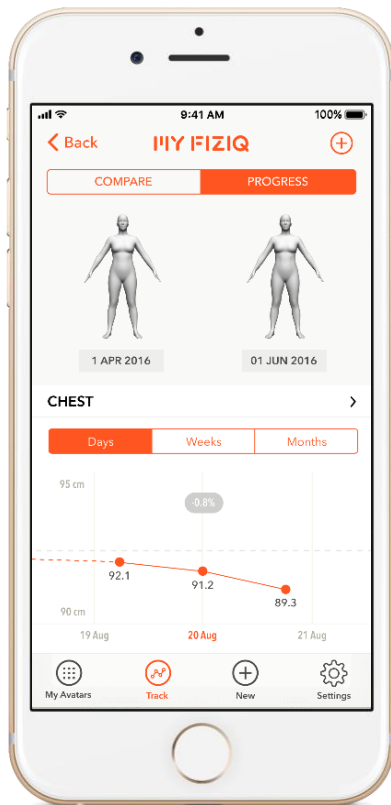 9:41 AM 100%
Back MYFIZIQ
COMPARE PROGRESS
1 APR 2016 01 JUN 2016
CHEST
Days Weeks Months
95 cm
-0.8%
92.1 91.2 89.3
90 cm
19 Aug 20 Aug 21 Aug
My Avatars Track New Settings